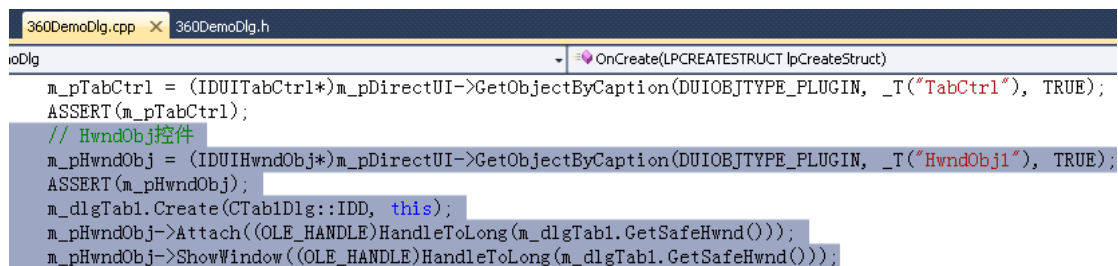 360DemoDlg.cpp 360DemoDlg.h
oDlg OnCreate(LPCREATESTRUCT lpCreateStruct)
m_pTabCtrl = (IDUITabCtrl*)m_pDirectUI->GetObjectByCaption(DUIOBJTYPE_PLUGIN, _T("TabCtrl"), TRUE);
ASSERT(m_pTabCtrl);
// HwndObj控件
m_pHwndObj = (IDUIHwndObj*)m_pDirectUI->GetObjectByCaption(DUIOBJTYPE_PLUGIN, _T("HwndObj1"), TRUE);
ASSERT(m_pHwndObj);
m_dlgTab1.Create(CTab1Dlg::IDD, this);
m_pHwndObj->Attach((OLE_HANDLE)HandleToLong(m_dlgTab1.GetSafeHwnd()));
m_pHwndObj->ShowWindow((OLE_HANDLE)HandleToLong(m_dlgTab1.GetSafeHwnd()));